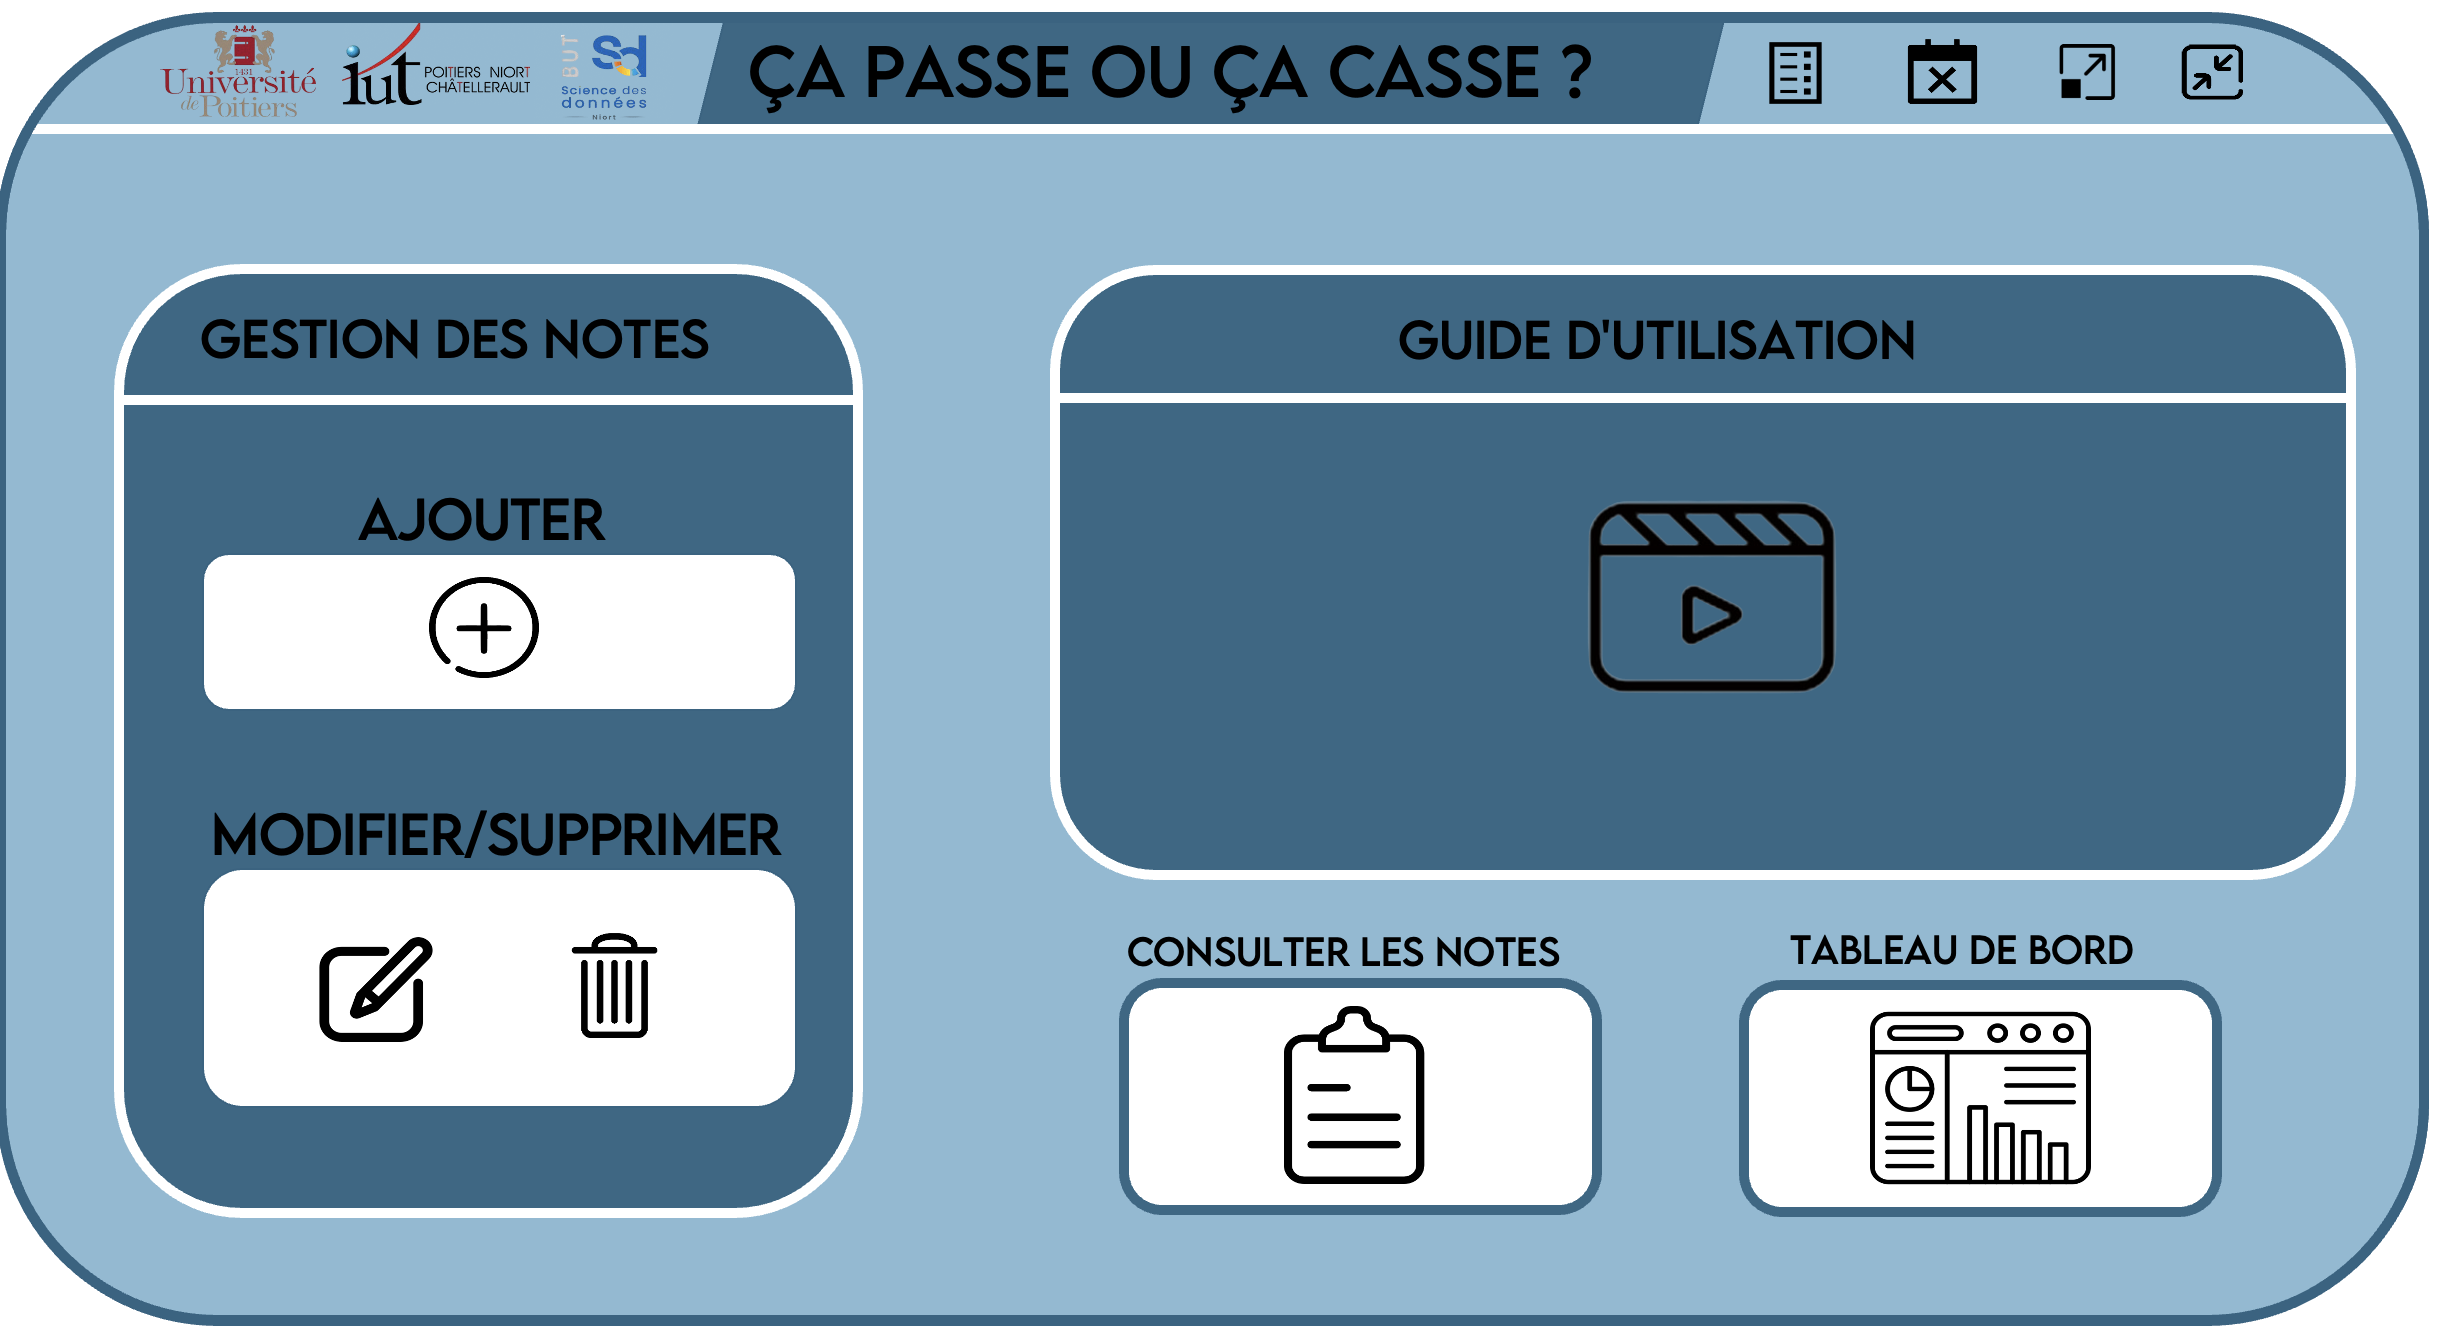 1431
Université
de Poitiers
iut POITIERS NIORT
CHÂTELLERAULT
BUT
Sd
Science des
données
Niort
ÇA PASSE OU ÇA CASSE ?
GESTION DES NOTES
AJOUTER
MODIFIER/SUPPRIMER
GUIDE D'UTILISATION
CONSULTER LES NOTES
TABLEAU DE BORD